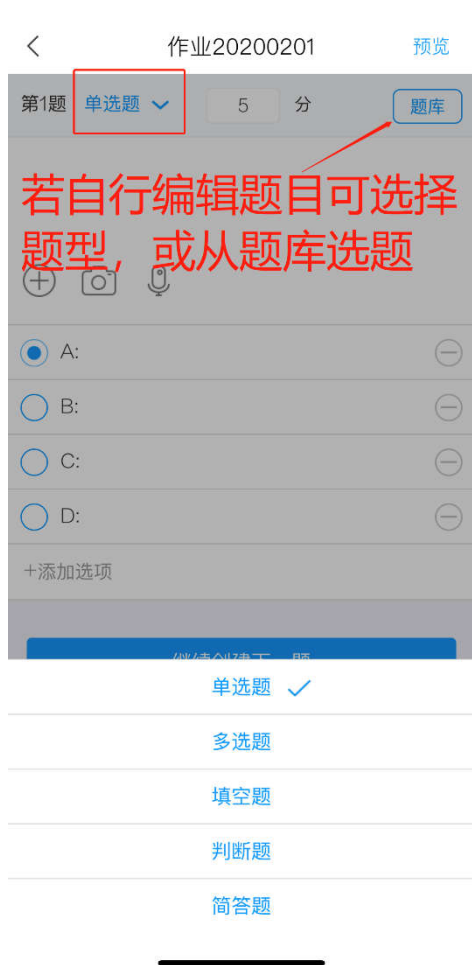 作业20200201 预览
第1题 单选题 5 分 题库
若自行编辑题目可选择
题型，或从题库选题
A:
B:
C:
D:
+添加选项
单选题
多选题
填空题
判断题
简答题